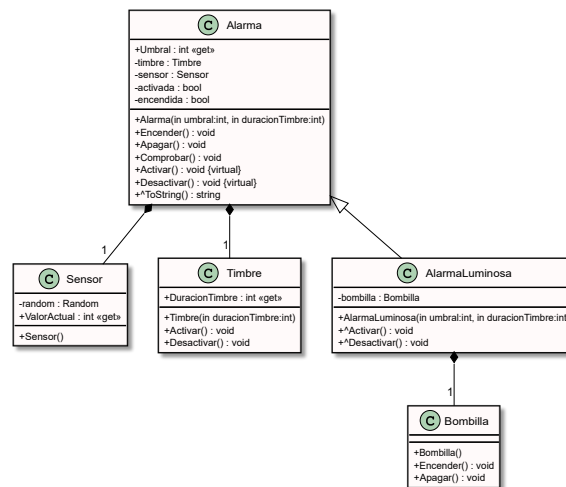 C Alarma
+Umbral : int «get»
-timbre : Timbre
-sensor : Sensor
-activada : bool
-encendida : bool
+Alarma(in umbral:int, in duracionTimbre:int)
+Encender() : void
+Apagar() : void
+Comprobar() : void
+Activar() : void {virtual}
+Desactivar() : void {virtual}
+^ToString() : string
1
1
C Sensor
-random : Random
+ValorActual : int «get»
+Sensor()
C Timbre
+DuracionTimbre : int «get»
+Timbre(in duracionTimbre:int)
+Activar() : void
+Desactivar() : void
C AlarmaLuminosa
-bombilla : Bombilla
+AlarmaLuminosa(in umbral:int, in duracionTimbre:int)
+^Activar() : void
+^Desactivar() : void
1
C Bombilla
+Bombilla()
+Encender() : void
+Apagar() : void